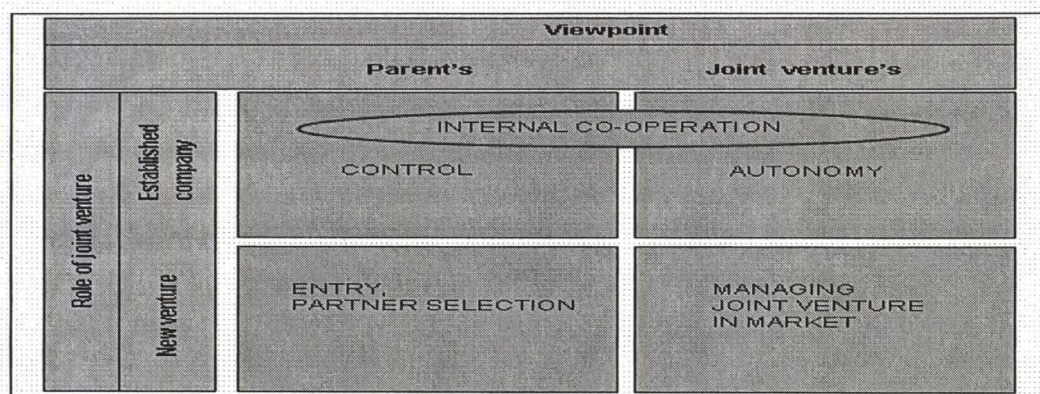 Viewpoint
Parent's Joint venture's
Role of joint venture
Established
company
INTERNAL CO-OPERATION
CONTROL
AUTONOMY
New venture
ENTRY,
PARTNER SELECTION
MANAGING
JOINT VENTURE
IN MARKET